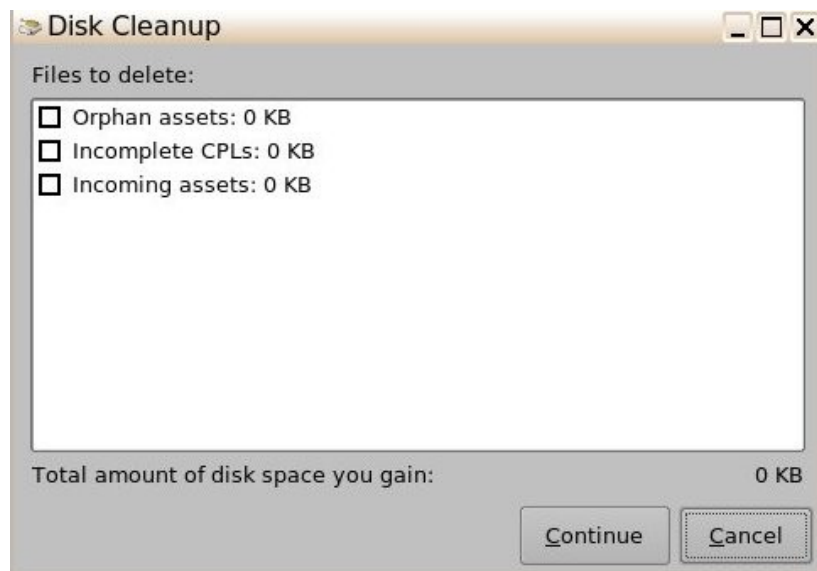 Disk Cleanup
Files to delete:
Orphan assets: 0 KB
Incomplete CPLs: 0 KB
Incoming assets: 0 KB
Total amount of disk space you gain: 0 KB
Continue Cancel